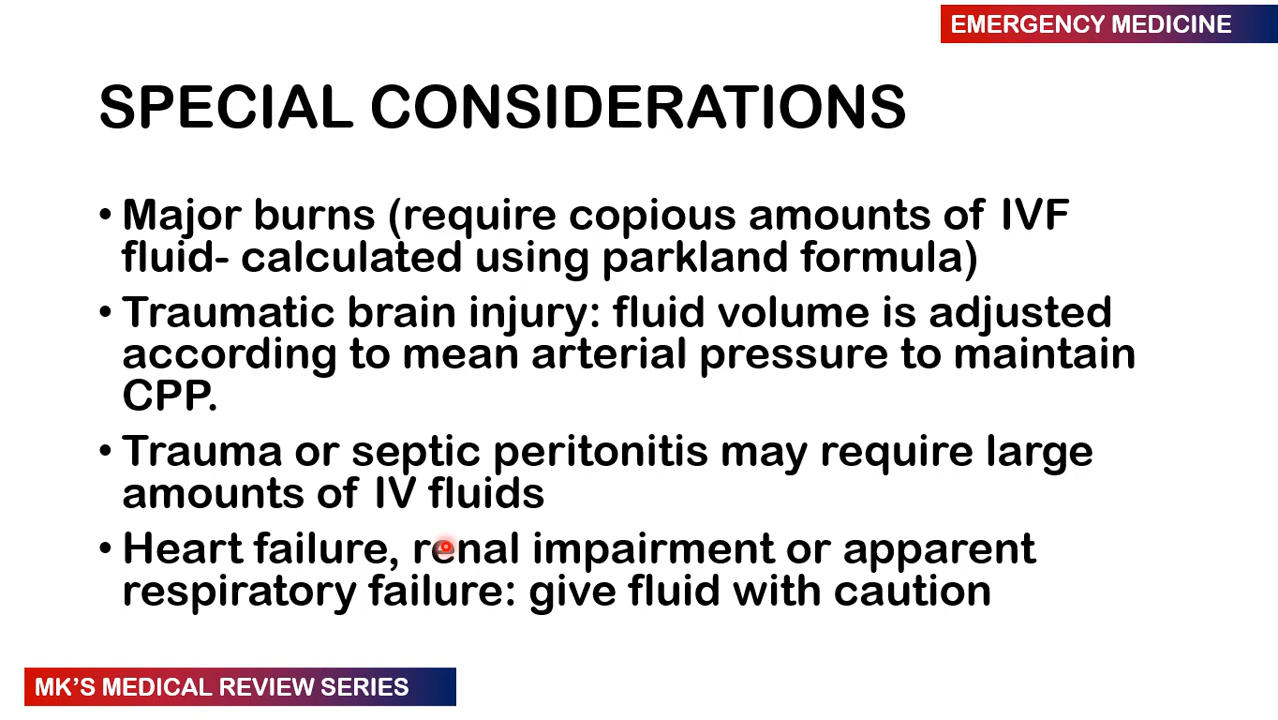 EMERGENCY MEDICINE
SPECIAL CONSIDERATIONS
• Major burns (require copious amounts of IVF
fluid- calculated using parkland formula)
• Traumatic brain injury: fluid volume is adjusted
according to mean arterial pressure to maintain
CPP.
• Trauma or septic peritonitis may require large
amounts of IV fluids
• Heart failure, renal impairment or apparent
respiratory failure: give fluid with caution
MK'S MEDICAL REVIEW SERIES